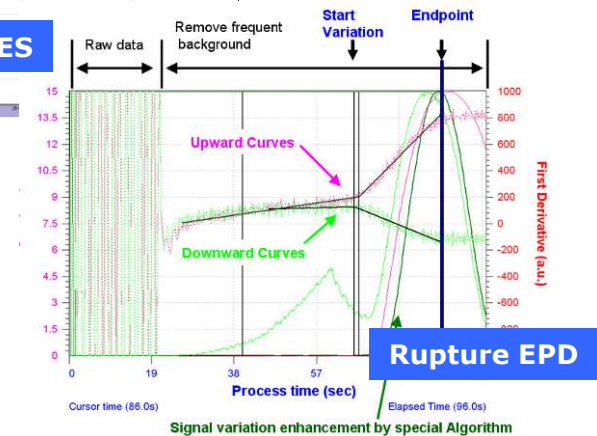 Start
Variation
Endpoint
Remove frequent
background
Raw data
ES
15
13.5
12
10.5
9
7.5
6
4.5
3
1.5
0
1000
800
600
400
200
0
-200
-400
-600
First Derivative (a.u.)
Upward Curves
Downward Curves
Rupture EPD
0
19
38
57
Process time (sec)
Cursor time (86.0s)
Elapsed Time (96.0s)
Signal variation enhancement by special Algorithm